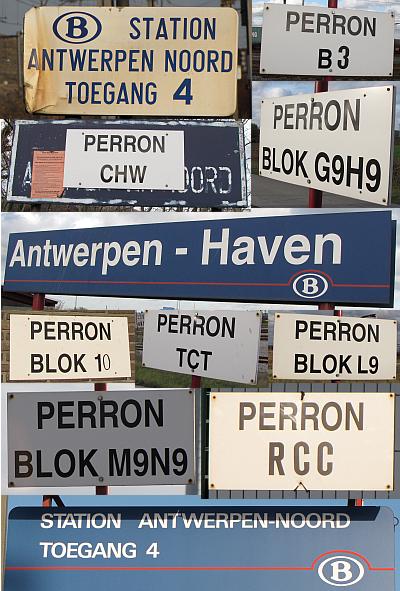 B STATION
ANTWERPEN NOORD
TOEGANG 4
PERRON
B3
PERRON
BLOK G9H9
PERRON
CHW
OORD
Antwerpen - Haven
B
PERRON
BLOK 10
PERRON
TCT
PERRON
BLOK L9
PERRON
BLOK M9N9
PERRON
RCC
STATION ANTWERPEN-NOORD
TOEGANG 4
B